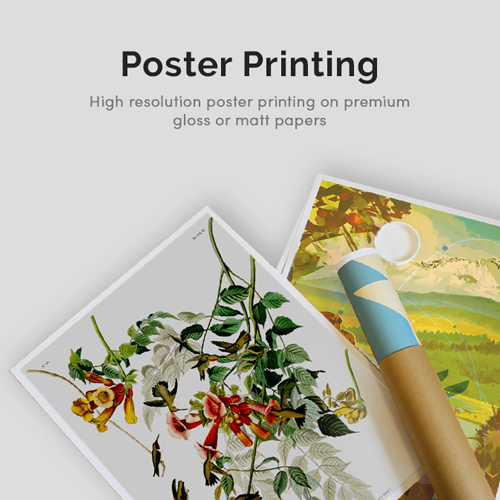 Poster Printing
High resolution poster printing on premium
gloss or matt papers